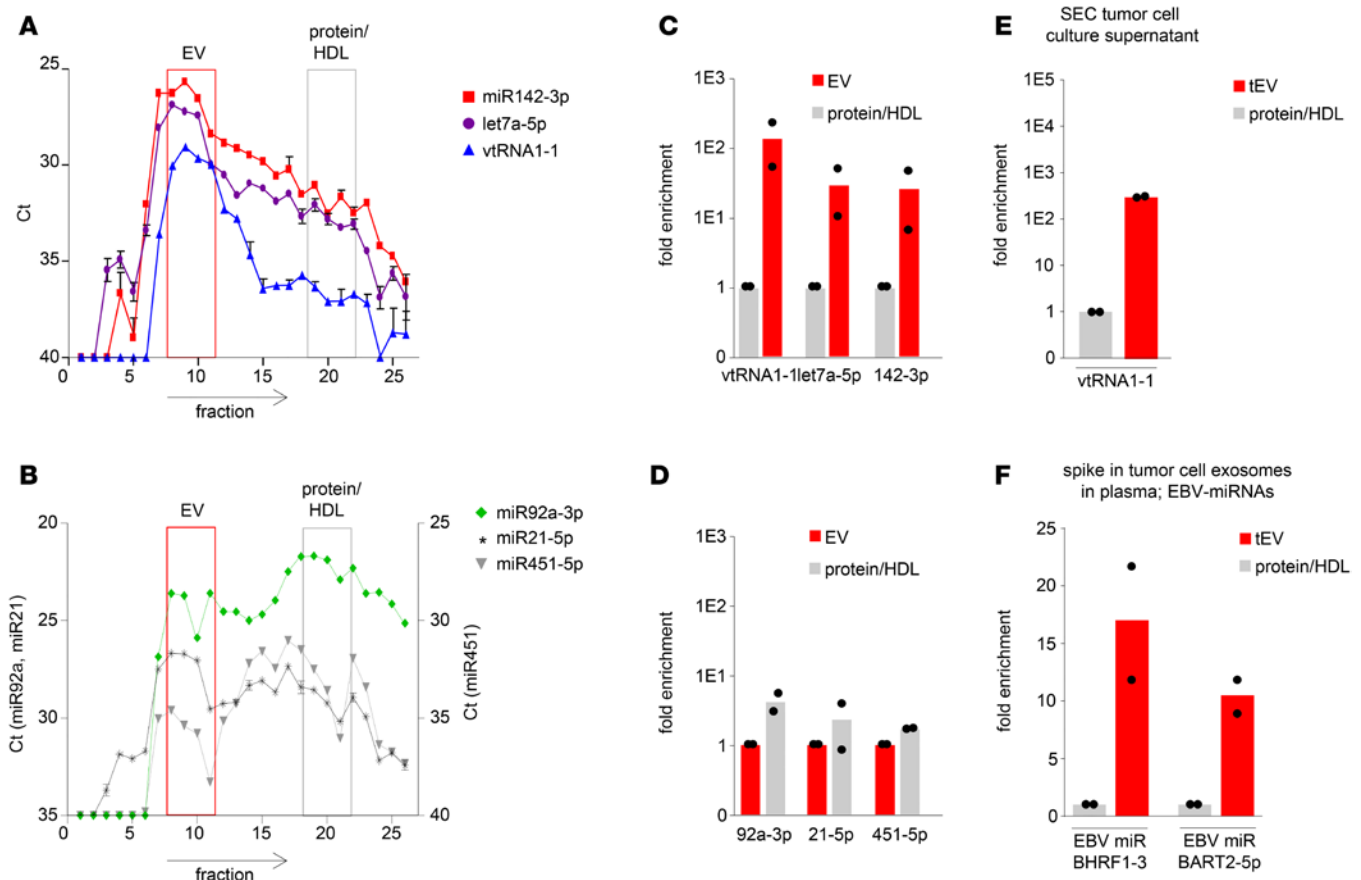 A
EV
protein/
HDL
25
30
35
40
Ct
0
5
10
15
20
25
fraction
miR142-3p
let7a-5p
vtRNA1-1
B
EV
protein/
HDL
20
25
30
35
Ct (miR92a, miR21)
25
30
35
40
Ct (miR451)
0
5
10
15
20
25
fraction
miR92a-3p
miR21-5p
miR451-5p
C
1E3
1E2
1E1
1
0
fold enrichment
EV
protein/HDL
vtRNA1-1let7a-5p 142-3p
D
1E3
1E2
1E1
1
0
fold enrichment
EV
protein/HDL
92a-3p 21-5p 451-5p
E
SEC tumor cell
culture supernatant
1E5
1E4
1E3
1E2
10
1
0
fold enrichment
tEV
protein/HDL
vtRNA1-1
F
spike in tumor cell exosomes
in plasma; EBV-miRNAs
25
20
15
10
5
0
fold enrichment
tEV
protein/HDL
EBV miR
BHRF1-3
EBV miR
BART2-5p